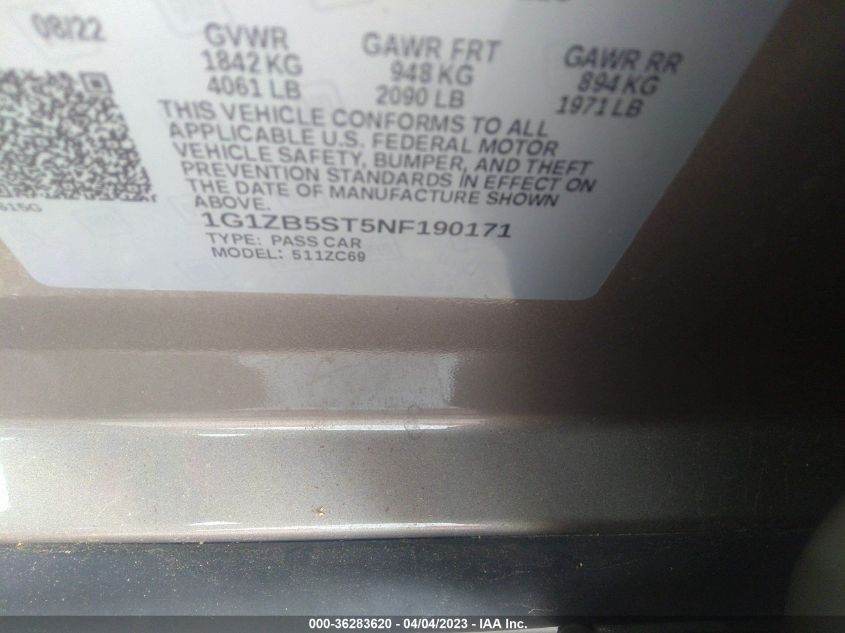 08/22
GVWR
1842 KG
4061 LB
GAWR FRT
948 KG
2090 LB
GAWR RR
894 KG
1971 LB
THIS VEHICLE CONFORMS TO ALL
APPLICABLE U.S. FEDERAL MOTOR
VEHICLE SAFETY, BUMPER, AND THEFT
PREVENTION STANDARDS IN EFFECT ON
THE DATE OF MANUFACTURE SHOWN
ABOVE.
1G1ZB5ST5NF190171
TYPE: PASS CAR
MODEL: 511ZC69
000-36283620 - 04/04/2023 - IAA Inc.